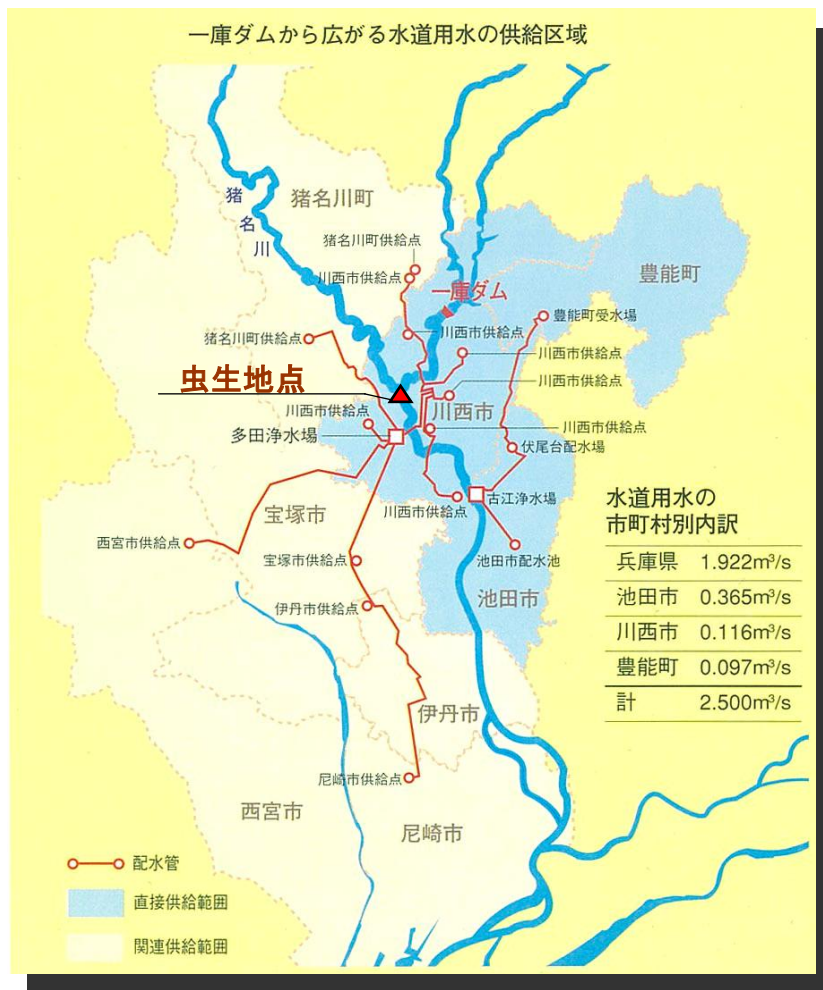 一庫ダムから広がる水道用水の供給区域
猪名川町
猪
名
川
猪名川町供給点
川西市供給点
豊能町
一庫ダム
豊能町受水場
川西市供給点
猪名川町供給点
川西市供給点
虫生地点
川西市供給点
川西市供給点
川西市
川西市供給点
多田浄水場
伏尾台配水場
古江浄水場
川西市供給点
宝塚市
西宮市供給点
宝塚市供給点
池田市配水池
池田市
伊丹市供給点
水道用水の
市町村別内訳
兵庫県 1.922m³/s
池田市 0.365m³/s
川西市 0.116m³/s
豊能町 0.097m³/s
計 2.500m³/s
伊丹市
尼崎市供給点
西宮市
尼崎市
配水管
直接供給範囲
関連供給範囲